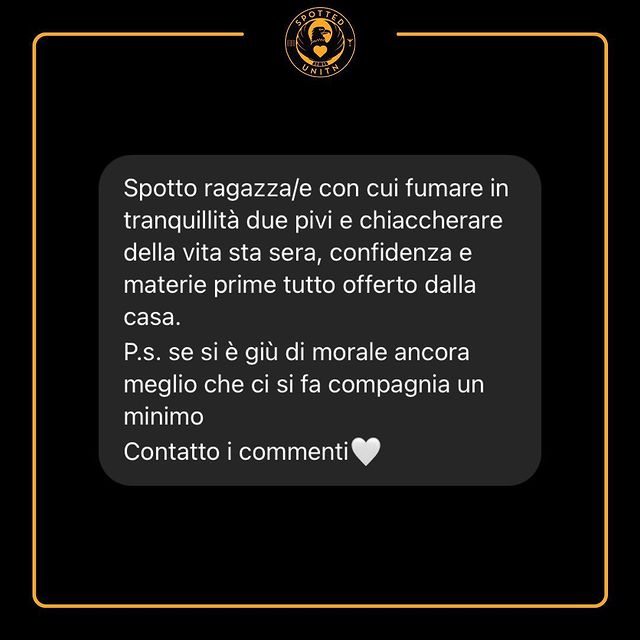 SPOTTED
UNITN
Spotto ragazza/e con cui fumare in
tranquillità due pivi e chiaccherare
della vita sta sera, confidenza e
materie prime tutto offerto dalla
casa.
P.s. se si è giù di morale ancora
meglio che ci si fa compagnia un
minimo
Contatto i commenti🤍